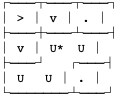 > v .
v U* U
U U .